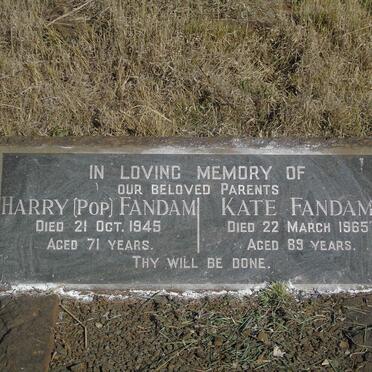 IN LOVING MEMORY OF
OUR BELOVED PARENTS
HARRY (POP) FANDAM
DIED 21 OCT. 1945
AGED 71 YEARS.
KATE FANDAM
DIED 22 MARCH 1965
AGED 89 YEARS.
THY WILL BE DONE.